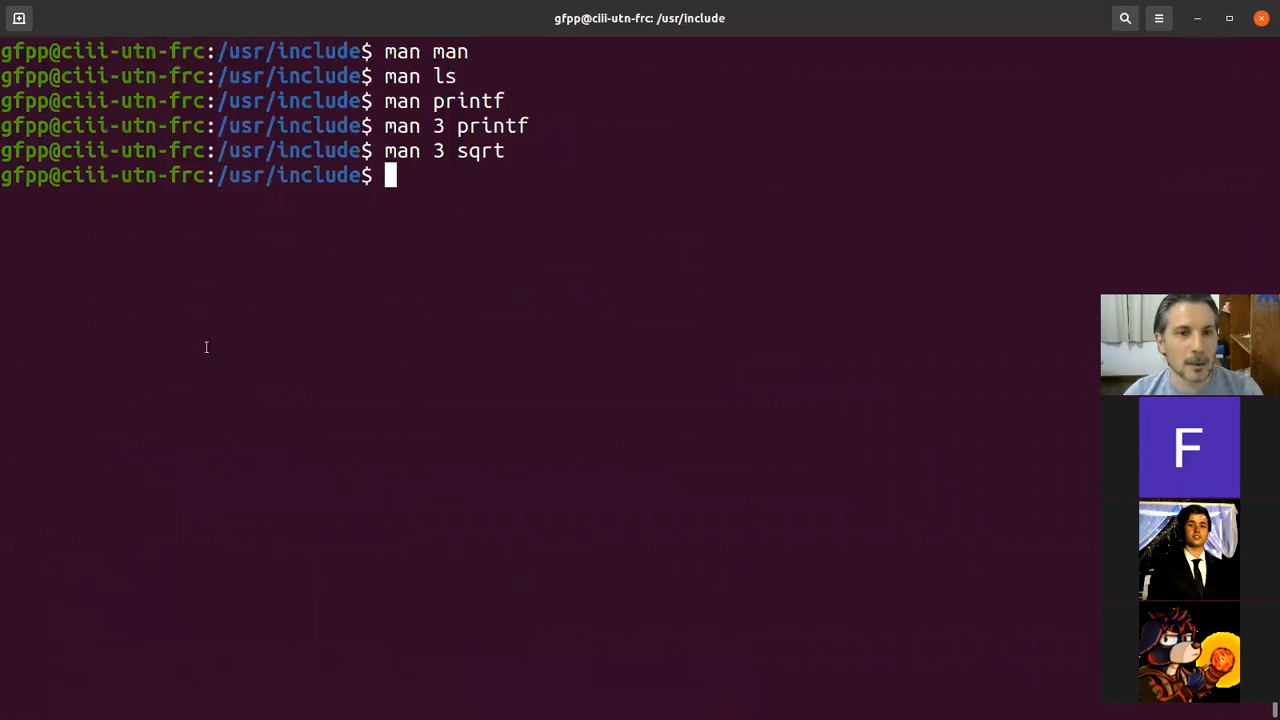 gfpp@ciii-utn-frc: /usr/include
gfpp@ciii-utn-frc:/usr/include$ man man
gfpp@ciii-utn-frc:/usr/include$ man ls
gfpp@ciii-utn-frc:/usr/include$ man printf
gfpp@ciii-utn-frc:/usr/include$ man 3 printf
gfpp@ciii-utn-frc:/usr/include$ man 3 sqrt
gfpp@ciii-utn-frc:/usr/include$
F